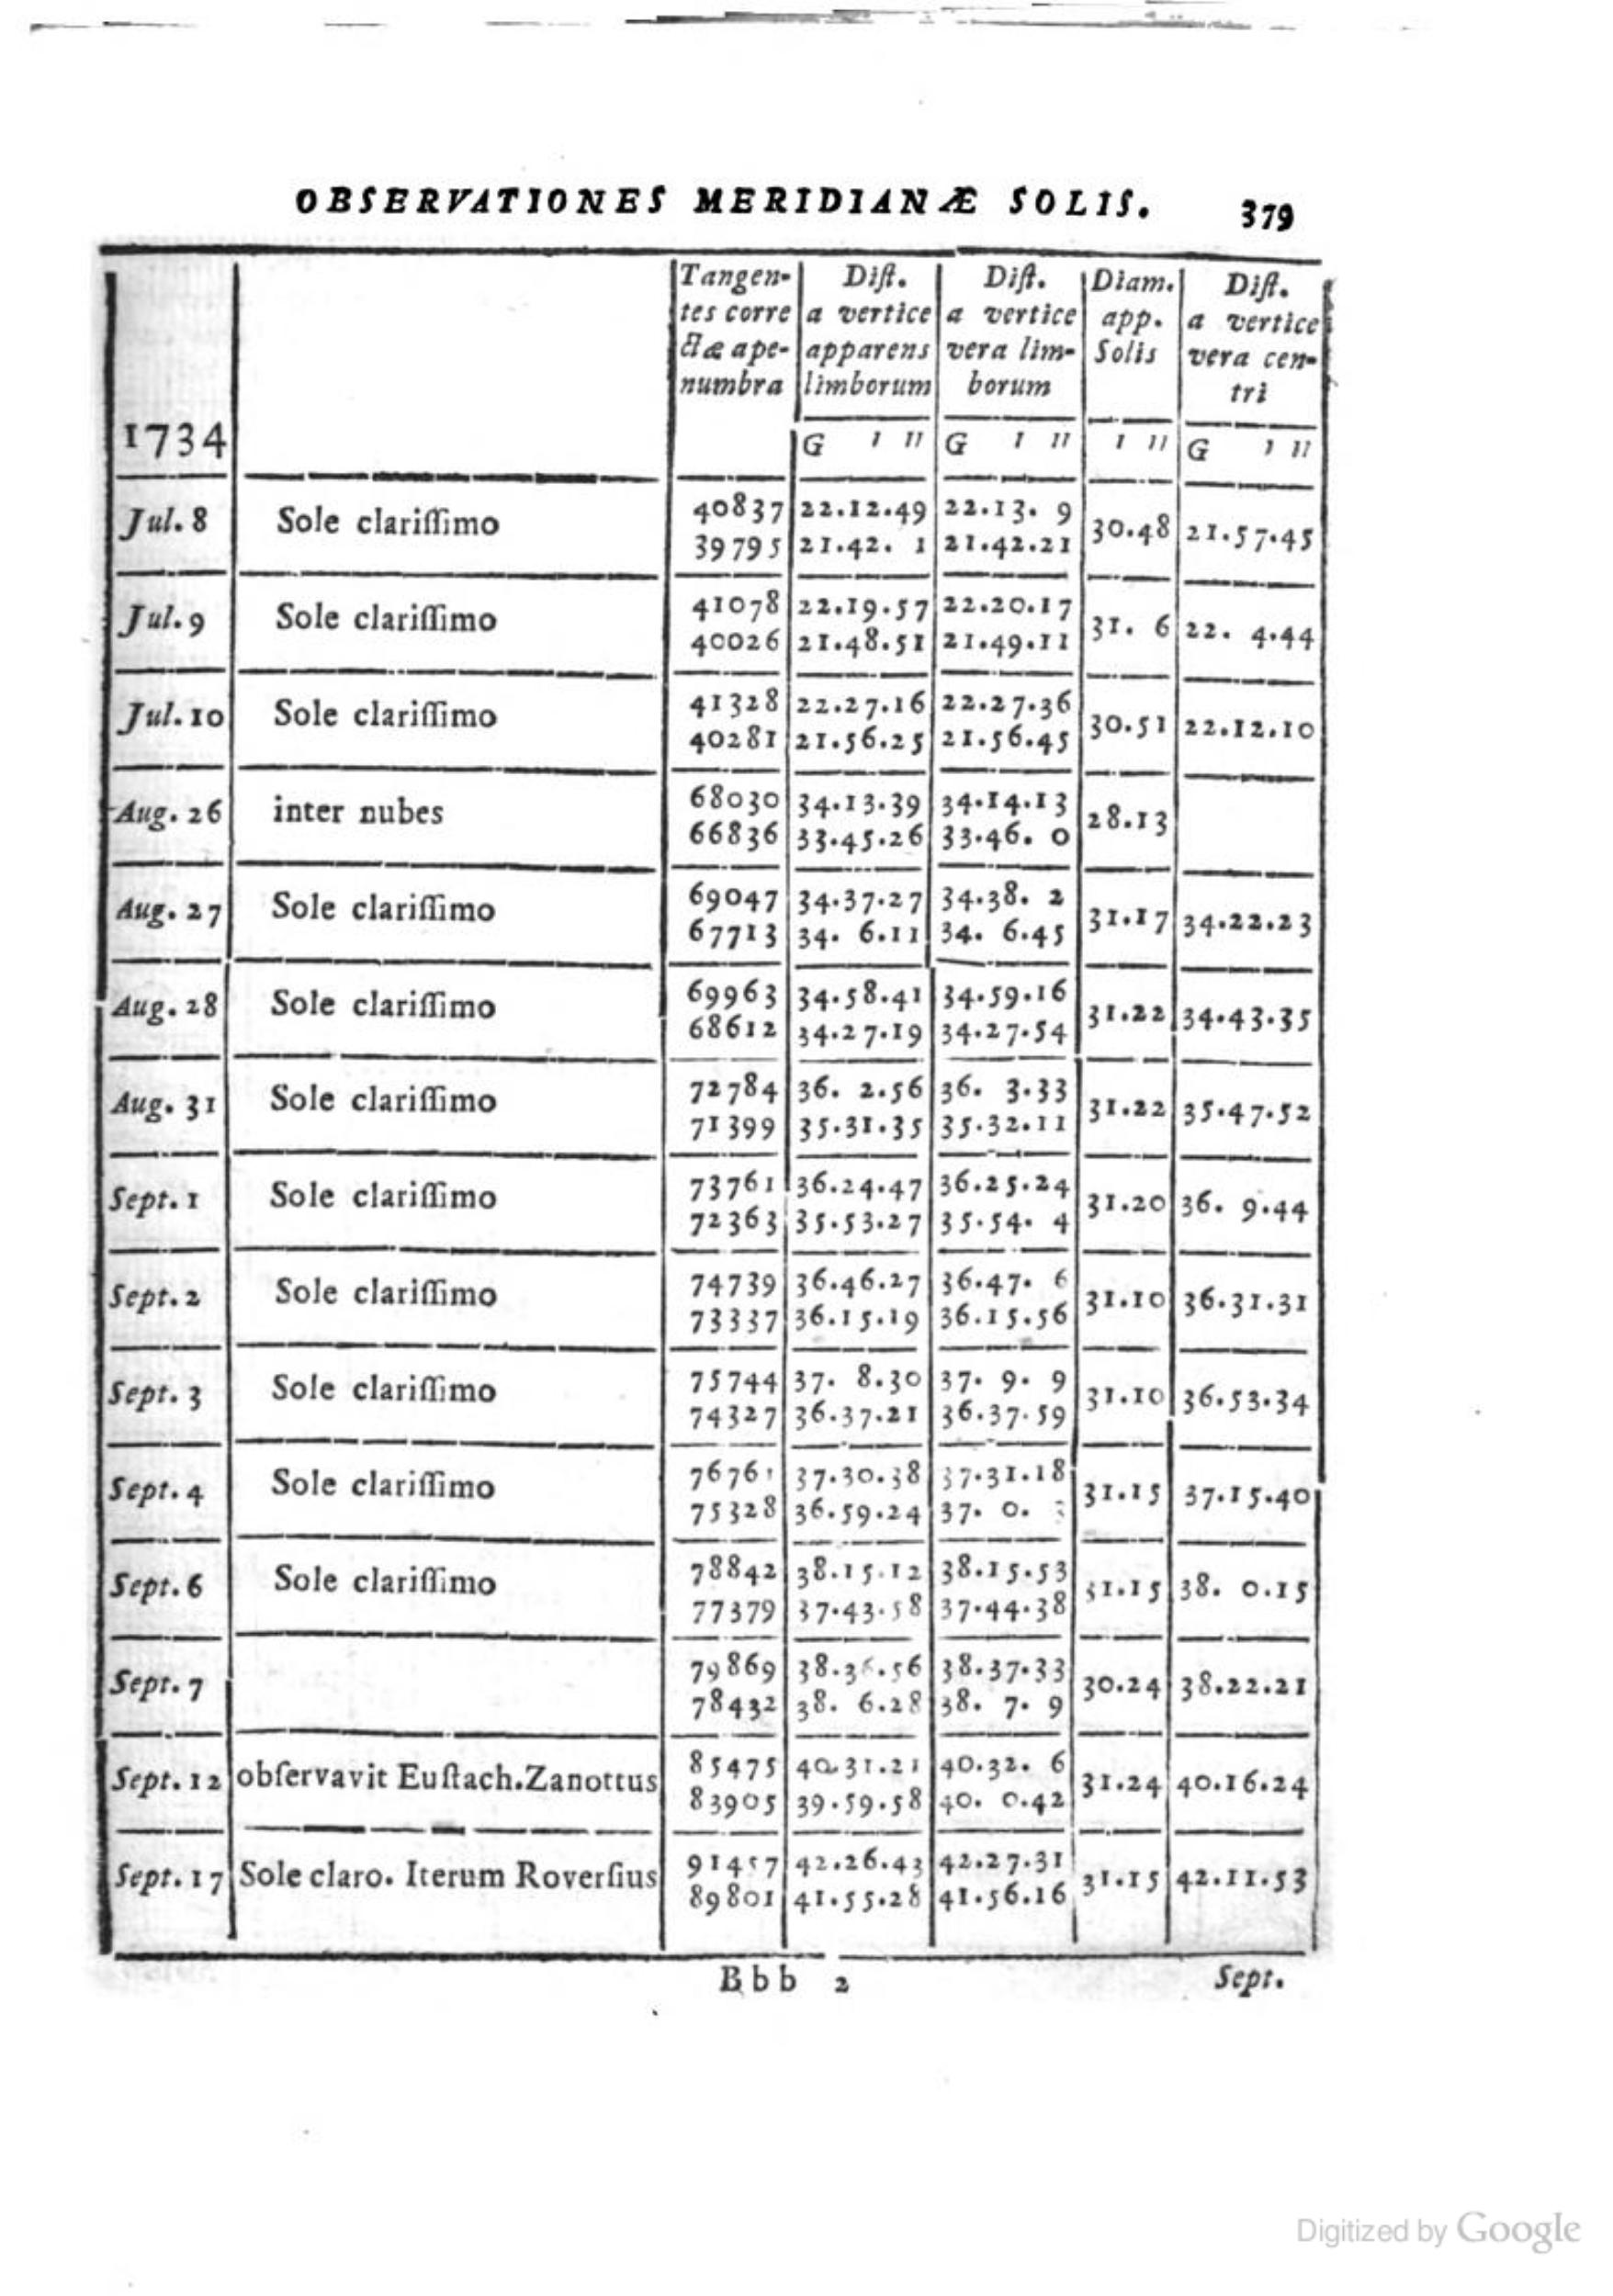 OBSERVATIONES MERIDIANÆ SOLIS. 379
1734
Tangen- tes corre ctæ ape- numbra
Diſt. a vertice apparens limborum
Diſt. a vertice vera lim- borum
Diam. app. Solis
Diſt. a vertice vera cen- tri
G ı ıı G ı ıı ı ıı G ı ıı
Jul. 8 Sole clariſſimo 40837 22.12.49 22.13. 9 30.48 21.57.45
39795 21.42. 1 21.42.21
Jul. 9 Sole clariſſimo 41078 22.19.57 22.20.17 31. 6 22. 4.44
40026 21.48.51 21.49.11
Jul. 10 Sole clariſſimo 41328 22.27.16 22.27.36 30.51 22.12.10
40281 21.56.25 21.56.45
Aug. 26 inter nubes 68030 34.13.39 34.14.13 28.13
66836 33.45.26 33.46. 0
Aug. 27 Sole clariſſimo 69047 34.37.27 34.38. 2 31.17 34.22.23
67713 34. 6.11 34. 6.45
Aug. 28 Sole clariſſimo 69963 34.58.41 34.59.16 31.22 34.43.35
68612 34.27.19 34.27.54
Aug. 31 Sole clariſſimo 72784 36. 2.56 36. 3.33 31.22 35.47.52
71399 35.31.35 35.32.11
Sept. 1 Sole clariſſimo 73761 36.24.47 36.25.24 31.20 36. 9.44
72363 35.53.27 35.54. 4
Sept. 2 Sole clariſſimo 74739 36.46.27 36.47. 6 31.10 36.31.31
73337 36.15.19 36.15.56
Sept. 3 Sole clariſſimo 75744 37. 8.30 37. 9. 9 31.10 36.53.34
74327 36.37.21 36.37.59
Sept. 4 Sole clariſſimo 76761 37.30.38 37.31.18 31.15 37.15.40
75328 36.59.24 37. 0. 3
Sept. 6 Sole clariſſimo 78842 38.15.12 38.15.53 31.15 38. 0.15
77379 37.43.58 37.44.38
Sept. 7 79869 38.36.56 38.37.33 30.24 38.22.21
78432 38. 6.28 38. 7. 9
Sept. 12 obſervavit Euſtach.Zanottus 85475 40.31.21 40.32. 6 31.24 40.16.24
83905 39.59.58 40. 0.42
Sept. 17 Sole claro. Iterum Roverſius 91457 42.26.43 42.27.31 31.15 42.11.53
89801 41.55.28 41.56.16
Bbb 2 Sept.
Digitized by Google